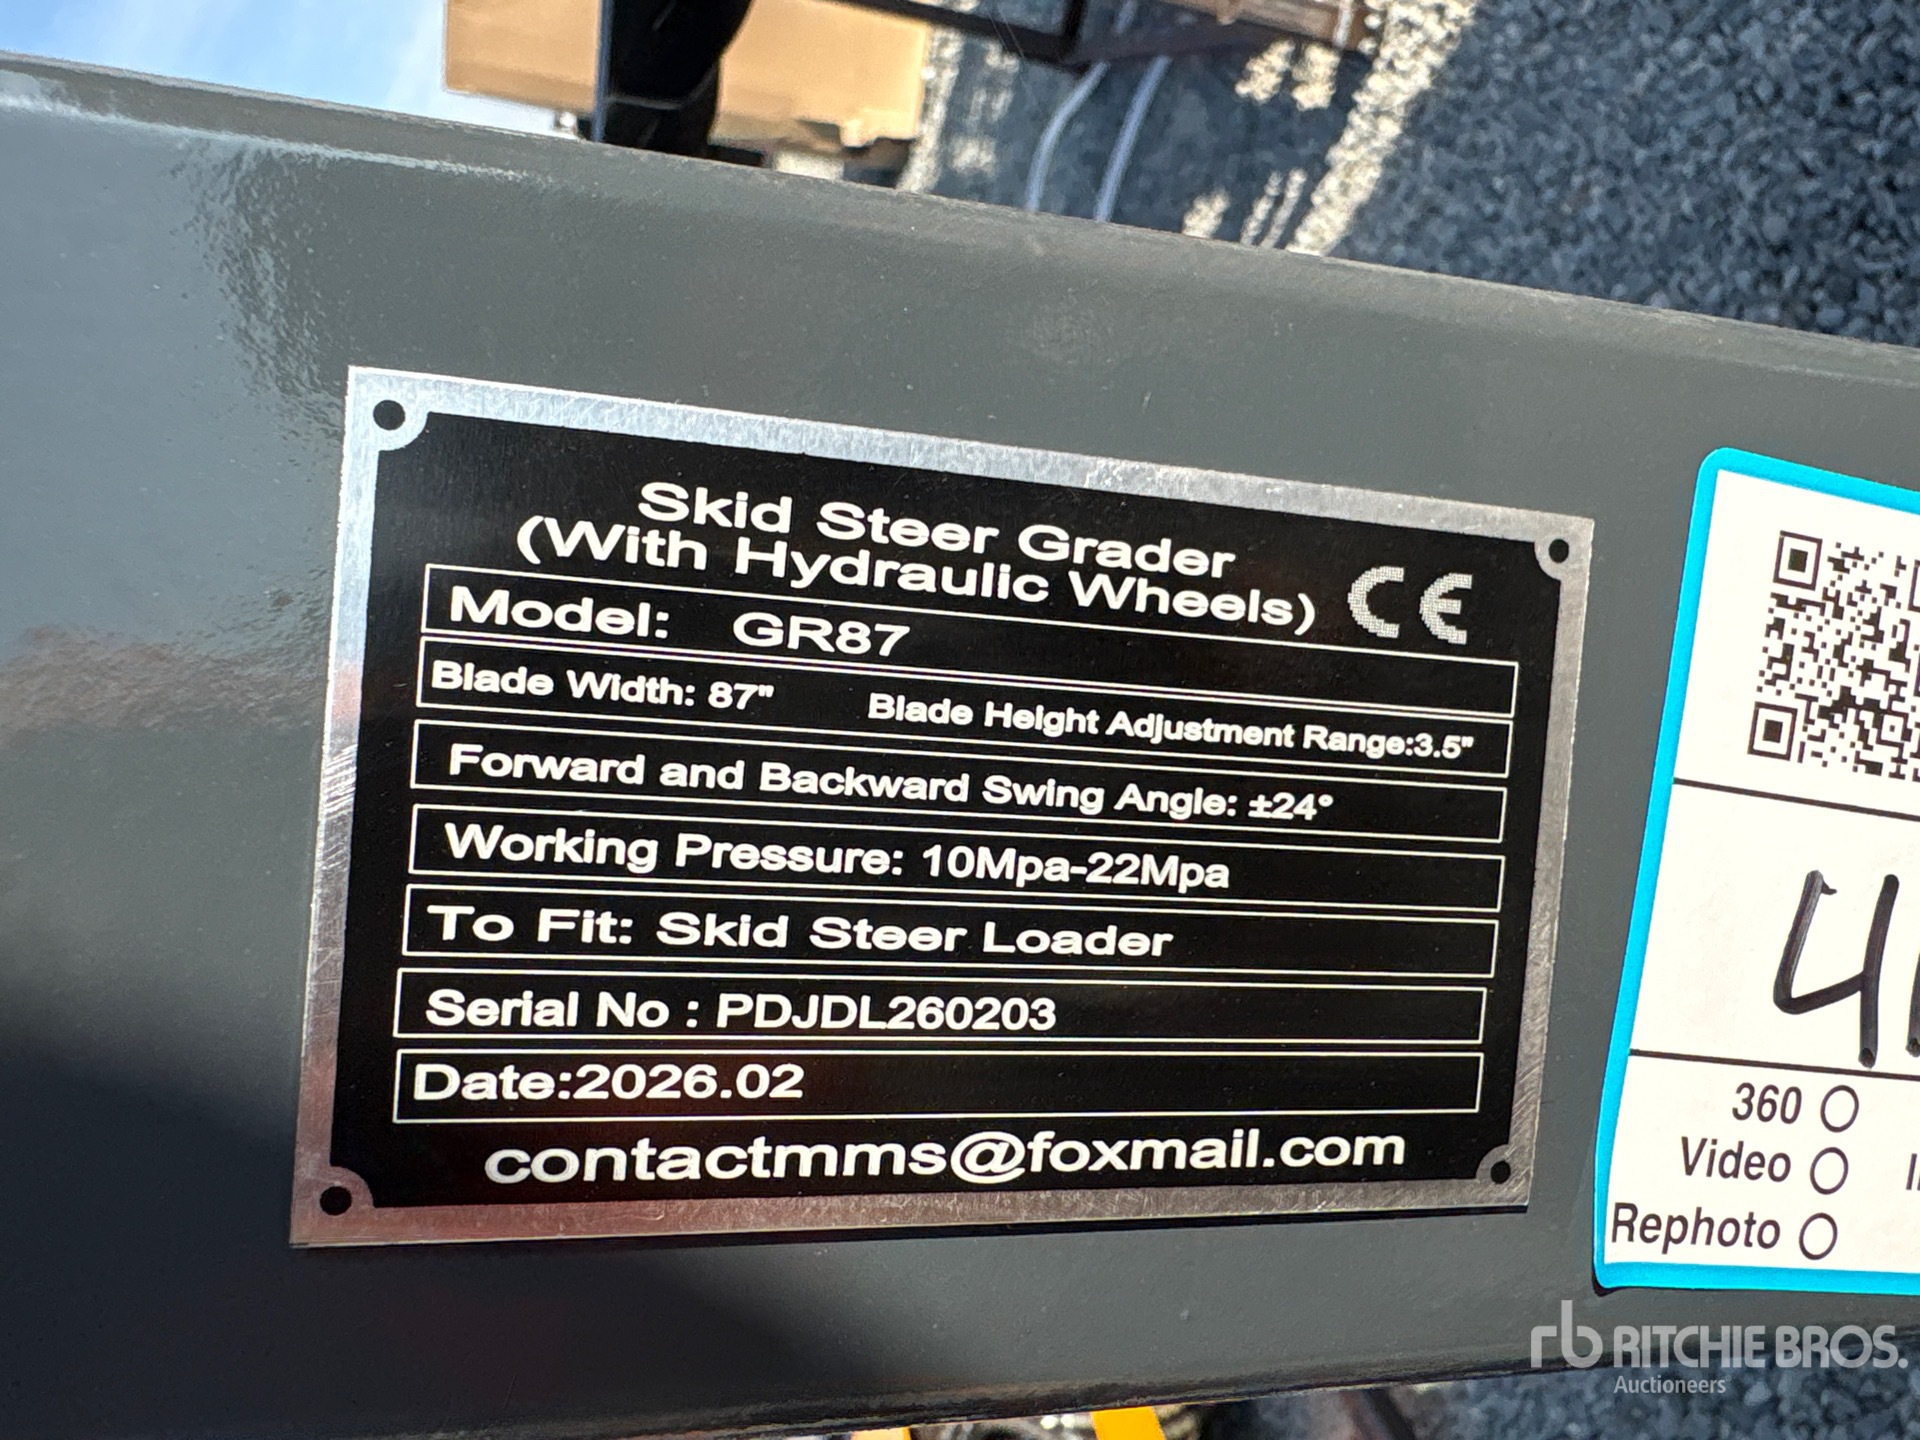 Skid Steer Grader
(With Hydraulic Wheels)
CE
Model: GR87
Blade Width: 87" Blade Height Adjustment Range:3.5"
Forward and Backward Swing Angle: ±24°
Working Pressure: 10Mpa-22Mpa
To Fit: Skid Steer Loader
Serial No : PDJDL260203
Date:2026.02
contactmms@foxmail.com
360
Video
Rephoto
rb RITCHIE BROS.
Auctioneers